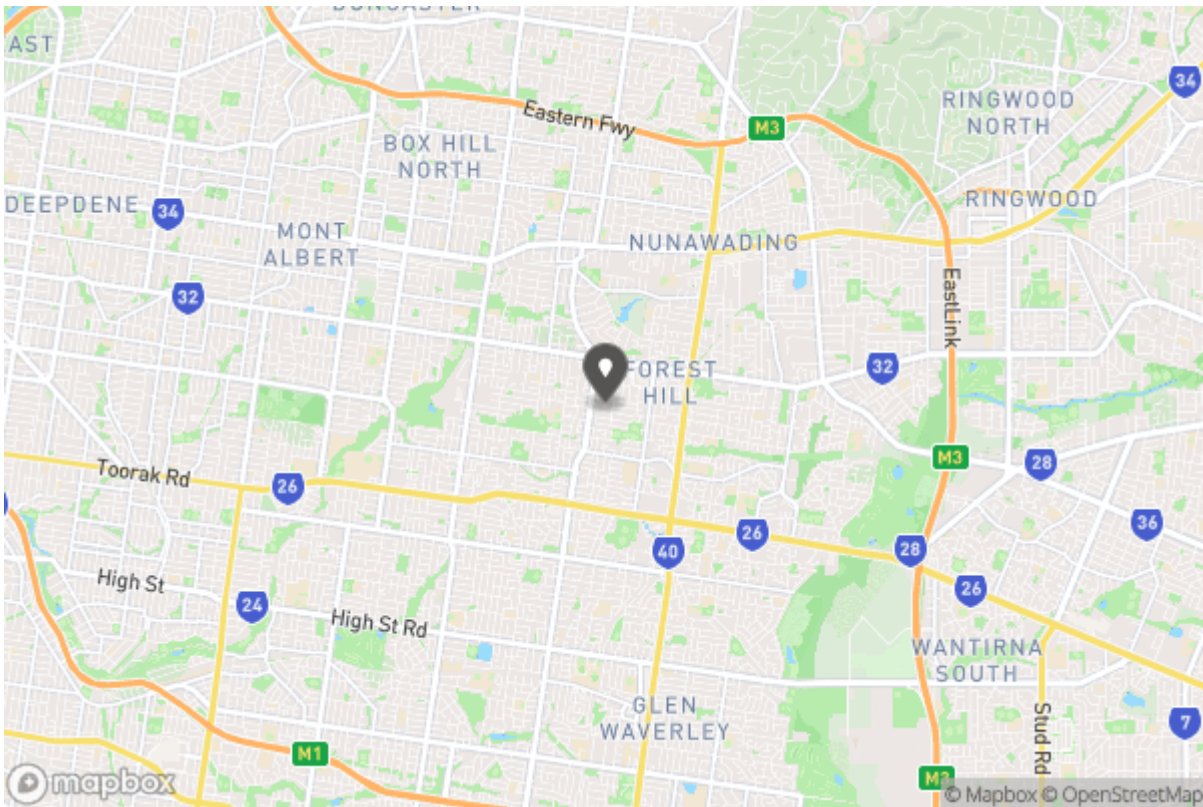 DONCASTER
AST
34
RINGWOOD
NORTH
Eastern Fwy
M3
BOX HILL
NORTH
DEEPDENE
34
RINGWOOD
MONT
ALBERT
NUNAWADING
32
EastLink
FOREST
HILL
32
Toorak Rd
26
M3
28
36
26
40
28
26
High St
24
High St Rd
WANTIRNA
SOUTH
GLEN
WAVERLEY
Stud Rd
7
M1
M3
mapbox
© Mapbox © OpenStreetMap